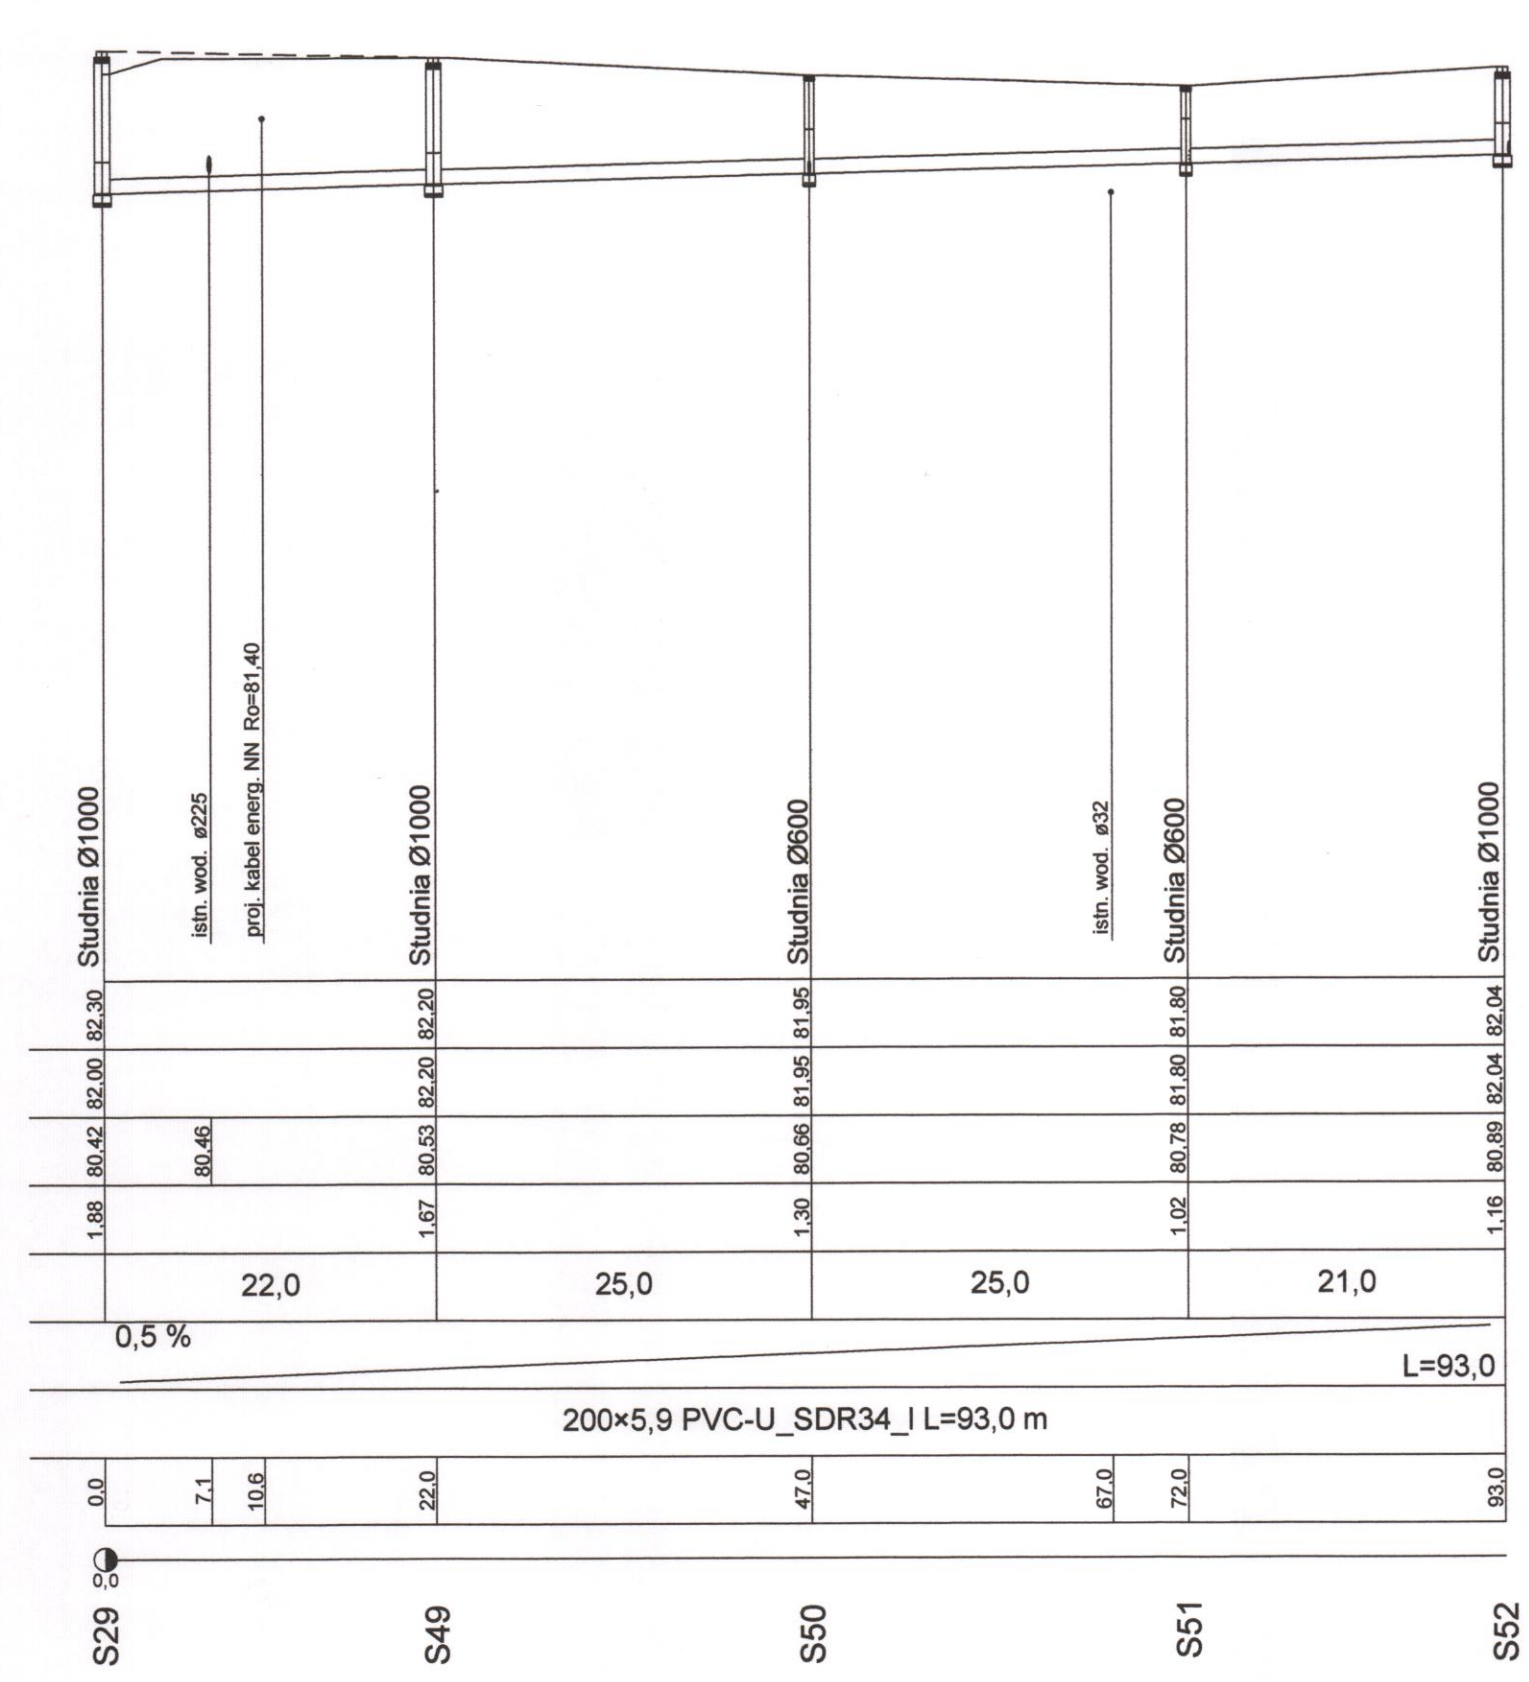 Studnia Ø1000
istn. wod. ø225
proj. kabel energ. NN Ro=81,40
Studnia Ø1000
Studnia Ø600
istn. wod. ø32
Studnia Ø600
Studnia Ø1000
82,30 82,20 81,95 81,80 82,04
82,00 82,20 81,95 81,80 82,04
80,42 80,46 80,53 80,66 80,78 80,89
1,88 1,67 1,30 1,02 1,16
22,0 25,0 25,0 21,0
0,5 %
L=93,0
200×5,9 PVC-U_SDR34_l L=93,0 m
0,0 7,1 10,6 22,0 47,0 67,0 72,0 93,0
0,0
S29 S49 S50 S51 S52